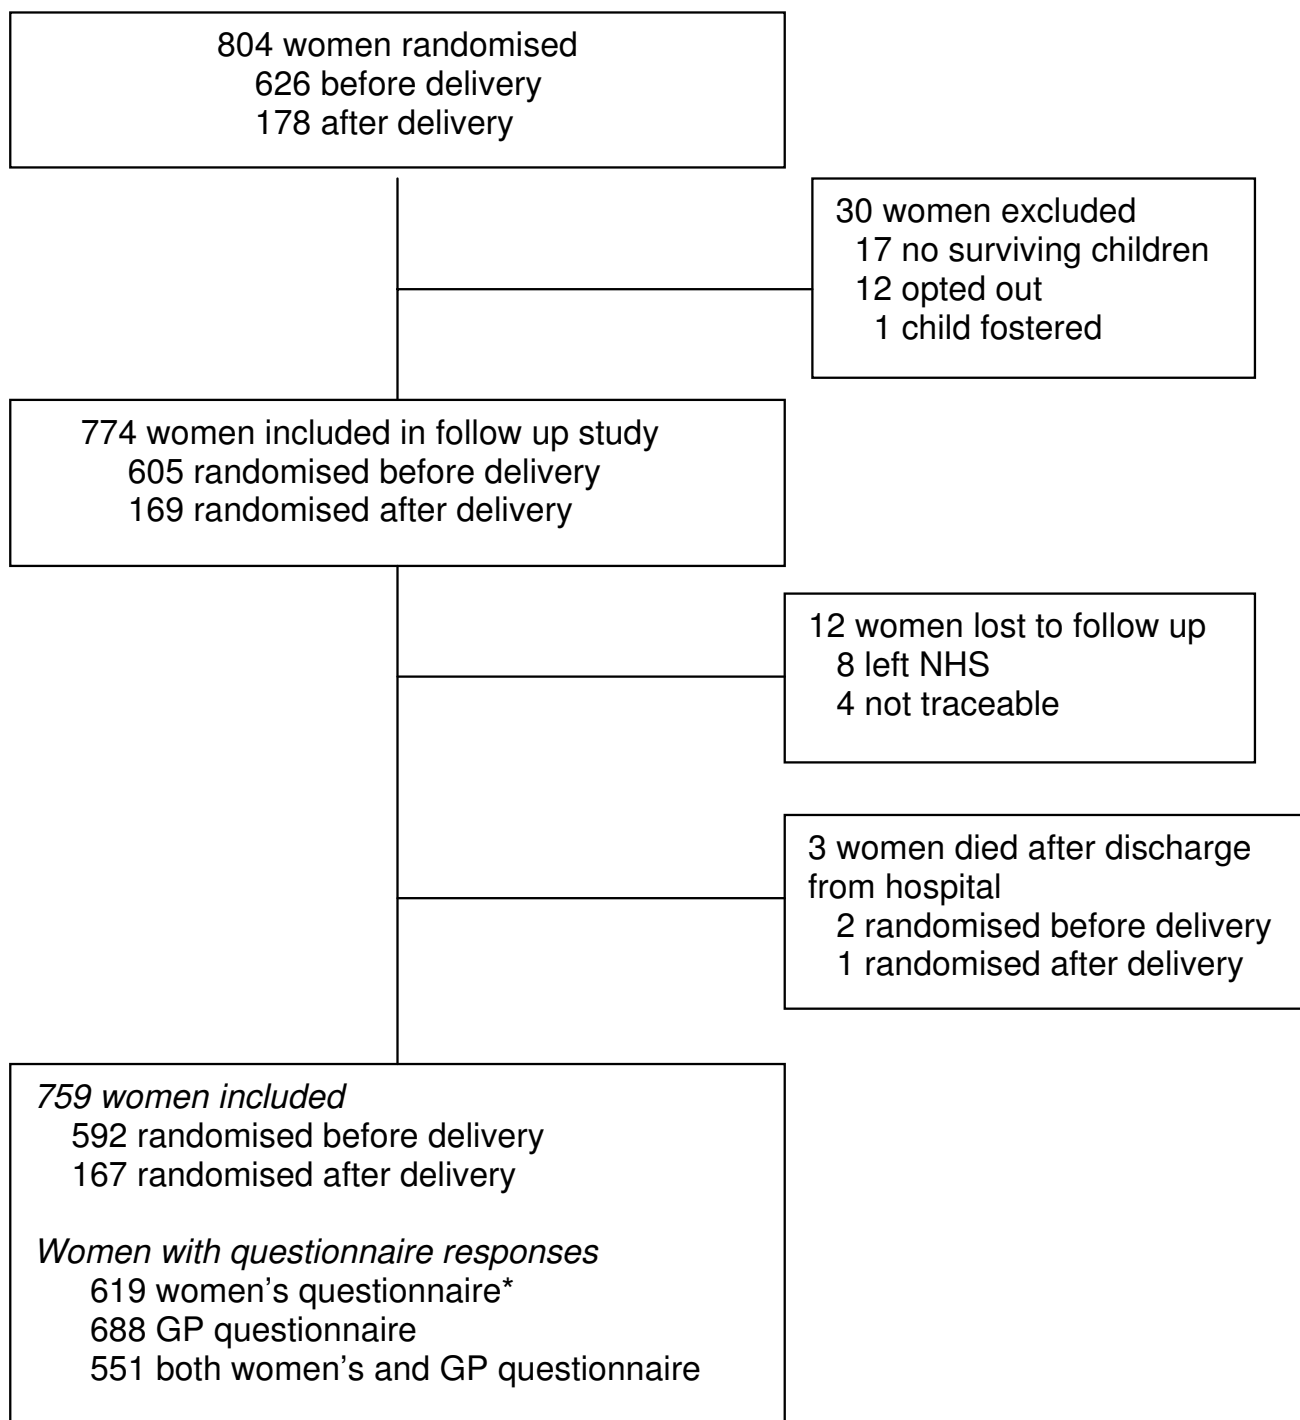 804 women randomised
626 before delivery
178 after delivery
30 women excluded
17 no surviving children
12 opted out
1 child fostered
774 women included in follow up study
605 randomised before delivery
169 randomised after delivery
12 women lost to follow up
8 left NHS
4 not traceable
3 women died after discharge
from hospital
2 randomised before delivery
1 randomised after delivery
759 women included
592 randomised before delivery
167 randomised after delivery
Women with questionnaire responses
619 women’s questionnaire*
688 GP questionnaire
551 both women’s and GP questionnaire